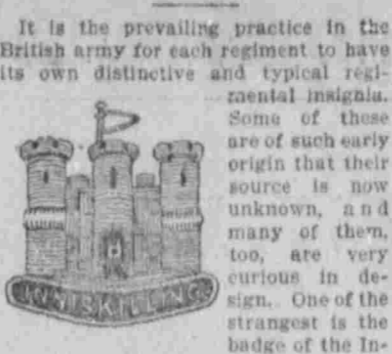 It is the prevailing practice in the
British army for each regiment to have
its own distinctive and typical regi-
mental insignia.
Some of these
are of such early
origin that their
source is now
unknown, and
many of them,
too, are very
curious in de-
sign. One of the
strangest is the
badge of the In-
INNISKILLING